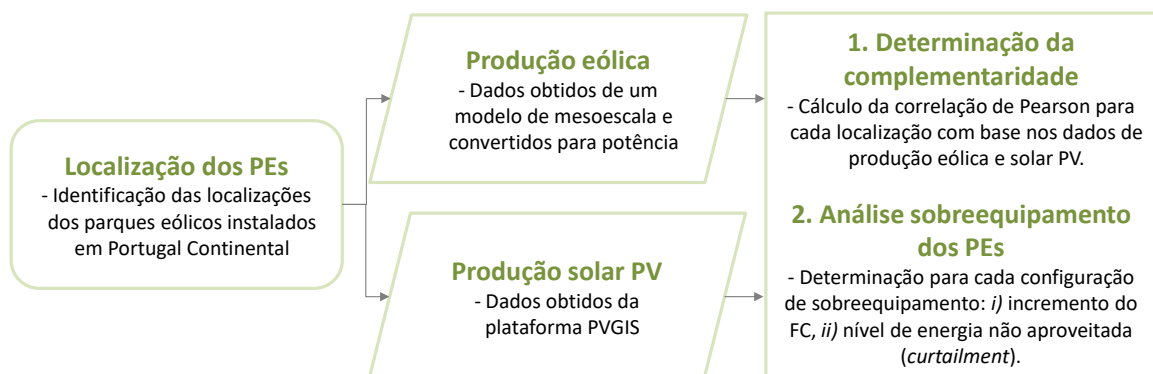 Localização dos PEs
- Identificação das localizações
dos parques eólicos instalados
em Portugal Continental
Produção eólica
- Dados obtidos de um
modelo de mesoescala e
convertidos para potência
Produção solar PV
- Dados obtidos da
plataforma PVGIS
1. Determinação da
complementaridade
- Cálculo da correlação de Pearson para
cada localização com base nos dados de
produção eólica e solar PV.
2. Análise sobreequipamento
dos PEs
- Determinação para cada configuração
de sobreequipamento: i) incremento do
FC, ii) nível de energia não aproveitada
(curtailment).